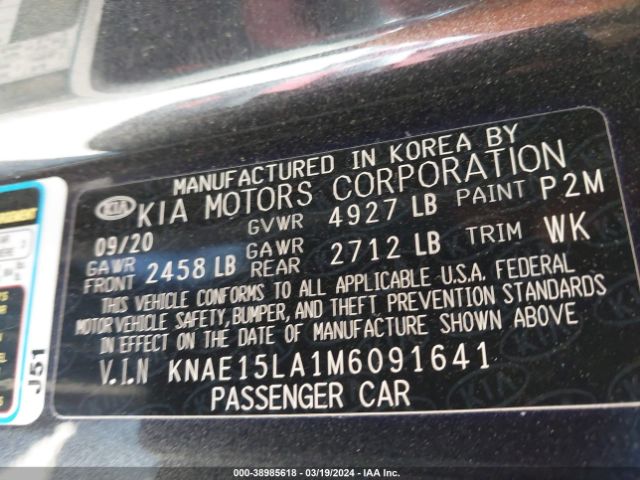 MANUFACTURED IN KOREA BY
KIA KIA MOTORS CORPORATION
09/20 GVWR 4927 LB PAINT P2M
GAWR FRONT 2458 LB GAWR REAR 2712 LB TRIM WK
THIS VEHICLE CONFORMS TO ALL APPLICABLE U.S.A. FEDERAL
MOTOR VEHICLE SAFETY, BUMPER, AND THEFT PREVENTION STANDARDS
IN EFFECT ON THE DATE OF MANUFACTURE SHOWN ABOVE
V.I.N KNAE15LA1M6091641
PASSENGER CAR
J51
000-38985618 - 03/19/2024 - IAA Inc.